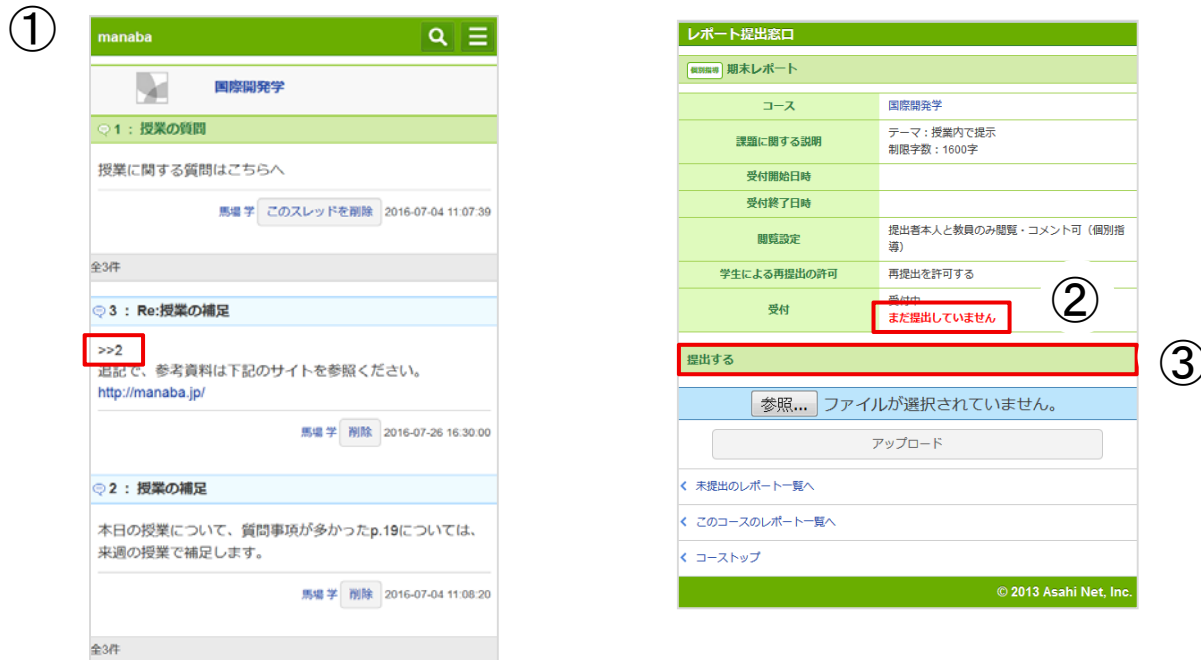 ①
manaba
国際開発学
1 : 授業の質問
授業に関する質問はこちらへ
馬場 学 このスレッドを削除 2016-07-04 11:07:39
全3件
3 : Re:授業の補足
>>2
追記で、参考資料は下記のサイトを参照ください。
http://manaba.jp/
馬場 学 削除 2016-07-26 16:30:00
2 : 授業の補足
本日の授業について、質問事項が多かったp.19については、
来週の授業で補足します。
馬場 学 削除 2016-07-04 11:08:20
全3件
レポート提出窓口
個別指導 期末レポート
コース 国際開発学
課題に関する説明 テーマ：授業内で提示
制限字数：1600字
受付開始日時
受付終了日時
閲覧設定 提出者本人と教員のみ閲覧・コメント可（個別指
導）
学生による再提出の許可 再提出を許可する
②
受付 受付中
まだ提出していません
提出する
③
参照... ファイルが選択されていません。
アップロード
未提出のレポート一覧へ
このコースのレポート一覧へ
コーストップ
© 2013 Asahi Net, Inc.